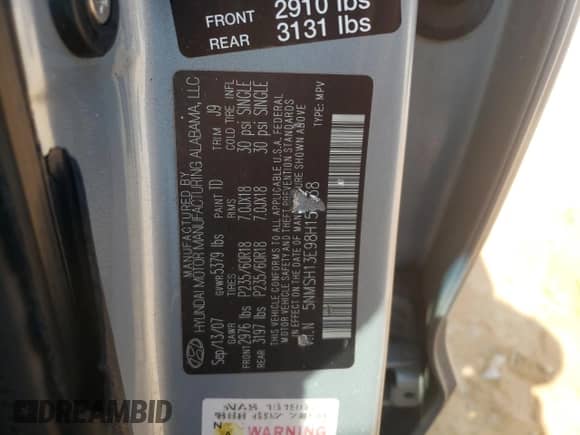 FRONT 2910 lbs
REAR 3131 lbs
MANUFACTURED BY
HYUNDAI MOTOR MANUFACTURING ALABAMA, LLC
Sep/13/07 GVWR 5379 lbs PAINT TD TRIM J9
GAWR RIMS COLD TIRE INFL
FRONT 2976 lbs P235/60R18 7.0JX18 30 psi SINGLE
REAR 3197 lbs P235/60R18 7.0JX18 30 psi SINGLE
THIS VEHICLE CONFORMS TO ALL APPLICABLE U.S.A. FEDERAL
MOTOR VEHICLE SAFETY AND THEFT PREVENTION STANDARDS
IN EFFECT ON THE DATE OF MANUFACTURE SHOWN ABOVE
V.I.N 5NMSH13E98H1 TYPE: MPV
WARNING
DREAMBID